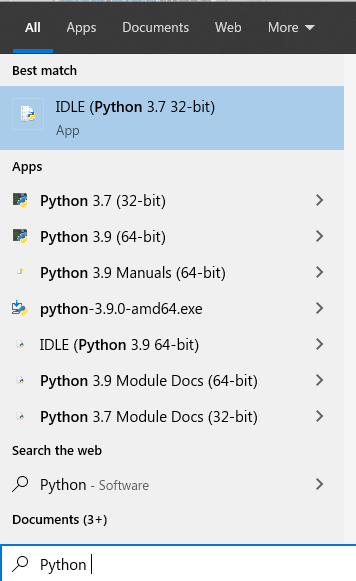 All Apps Documents Web More
Best match
IDLE (Python 3.7 32-bit)
App
Apps
Python 3.7 (32-bit)
Python 3.9 (64-bit)
Python 3.9 Manuals (64-bit)
python-3.9.0-amd64.exe
IDLE (Python 3.9 64-bit)
Python 3.9 Module Docs (64-bit)
Python 3.7 Module Docs (32-bit)
Search the web
Python - Software
Documents (3+)
Python